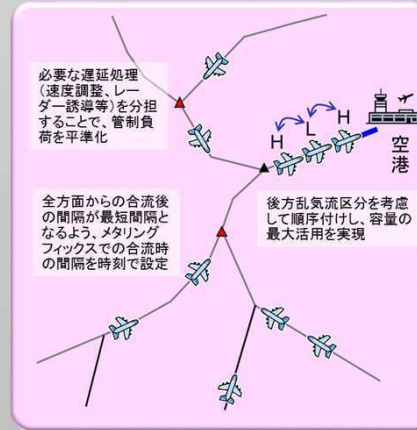 必要な遅延処理
(速度調整、レー
ダー誘導等)を分担
することで、管制負
荷を平準化
H
L
H
空港
全方面からの合流後
の間隔が最短間隔と
なるよう、メタリング
フィックスでの合流時
の間隔を時刻で設定
後方乱気流区分を考慮
して順序付けし、容量の
最大活用を実現